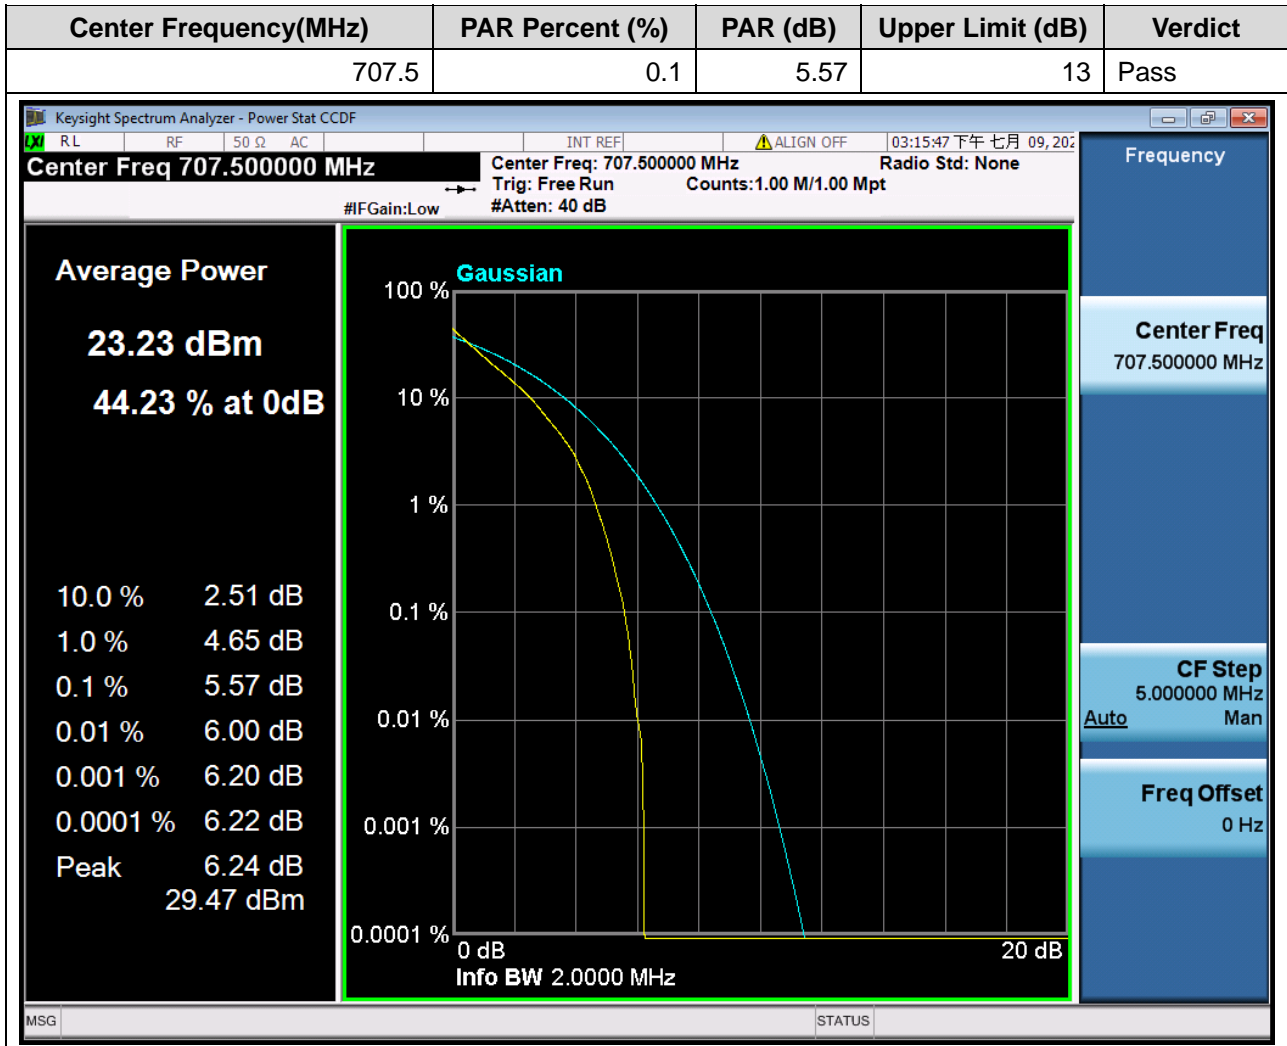 Center Frequency(MHz) PAR Percent (%) PAR (dB) Upper Limit (dB) Verdict
707.5 0.1 5.57 13 Pass
Keysight Spectrum Analyzer - Power Stat CCDF
LXI RL RF 50 Ω AC INT REF ALIGN OFF 03:15:47 下午 七月 09, 202
Center Freq 707.500000 MHz
Center Freq: 707.500000 MHz Radio Std: None
Trig: Free Run Counts:1.00 M/1.00 Mpt
#IFGain:Low #Atten: 40 dB
Average Power
23.23 dBm
44.23 % at 0dB
10.0 % 2.51 dB
1.0 % 4.65 dB
0.1 % 5.57 dB
0.01 % 6.00 dB
0.001 % 6.20 dB
0.0001 % 6.22 dB
Peak 6.24 dB
29.47 dBm
Gaussian
100 %
10 %
1 %
0.1 %
0.01 %
0.001 %
0.0001 %
0 dB 20 dB
Info BW 2.0000 MHz
Frequency
Center Freq
707.500000 MHz
CF Step
5.000000 MHz
Auto Man
Freq Offset
0 Hz
MSG STATUS